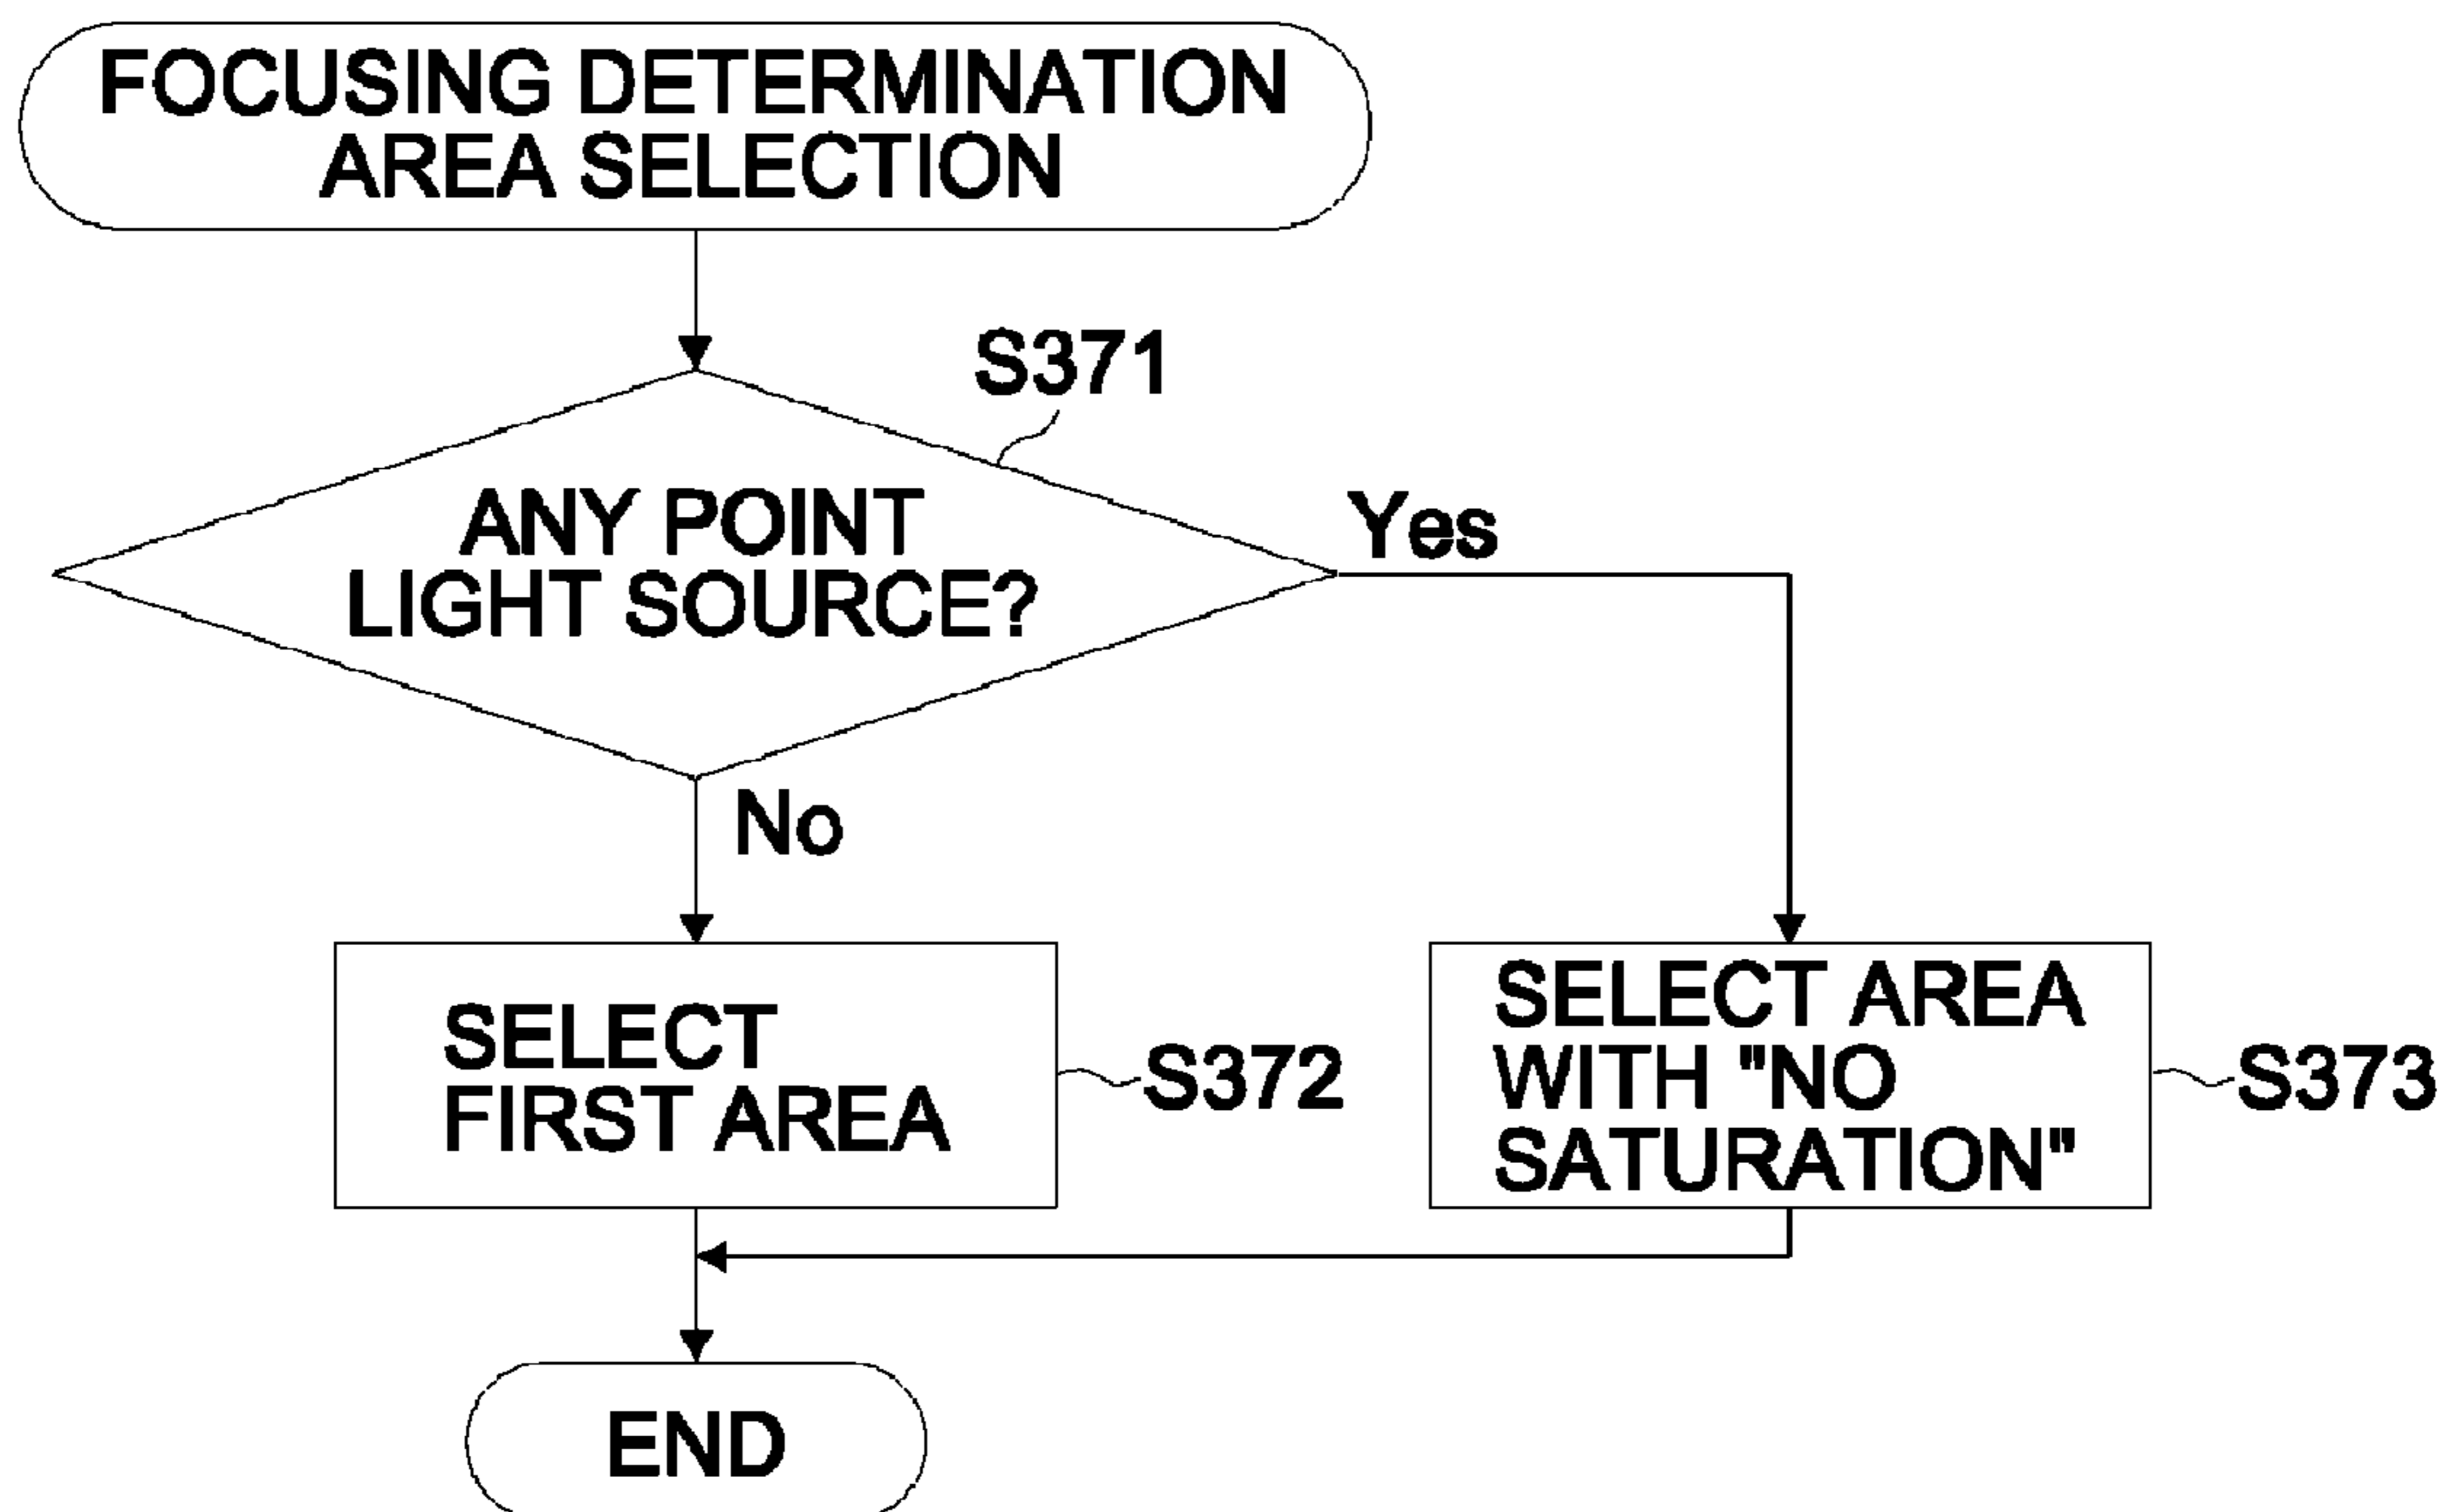 FOCUSING DETERMINATION
AREA SELECTION
S371
ANY POINT
LIGHT SOURCE?
Yes
No
SELECT
FIRST AREA
S372
SELECT AREA
WITH "NO
SATURATION"
S373
END